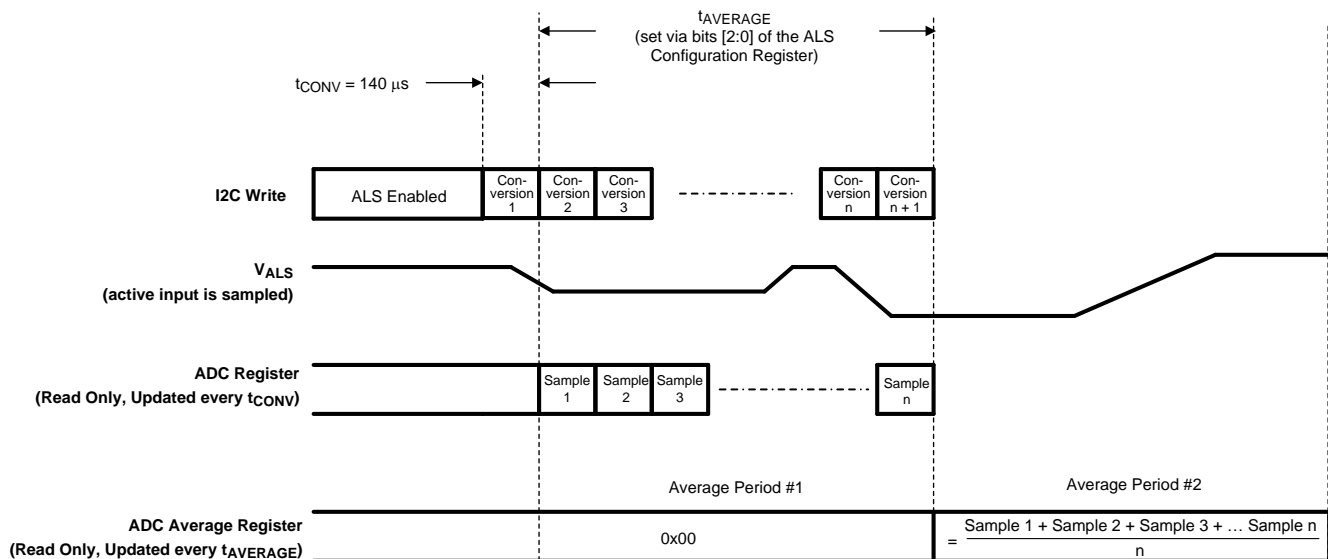 tAVERAGE
(set via bits [2:0] of the ALS
Configuration Register)
tCONV = 140 μs
I2C Write
ALS Enabled
Con-
version
1
Con-
version
2
Con-
version
3
Con-
version
n
Con-
version
n + 1
VALS
(active input is sampled)
ADC Register
(Read Only, Updated every tCONV)
Sample
1
Sample
2
Sample
3
Sample
n
Average Period #1
Average Period #2
ADC Average Register
(Read Only, Updated every tAVERAGE)
0x00
= Sample 1 + Sample 2 + Sample 3 + ... Sample n
n